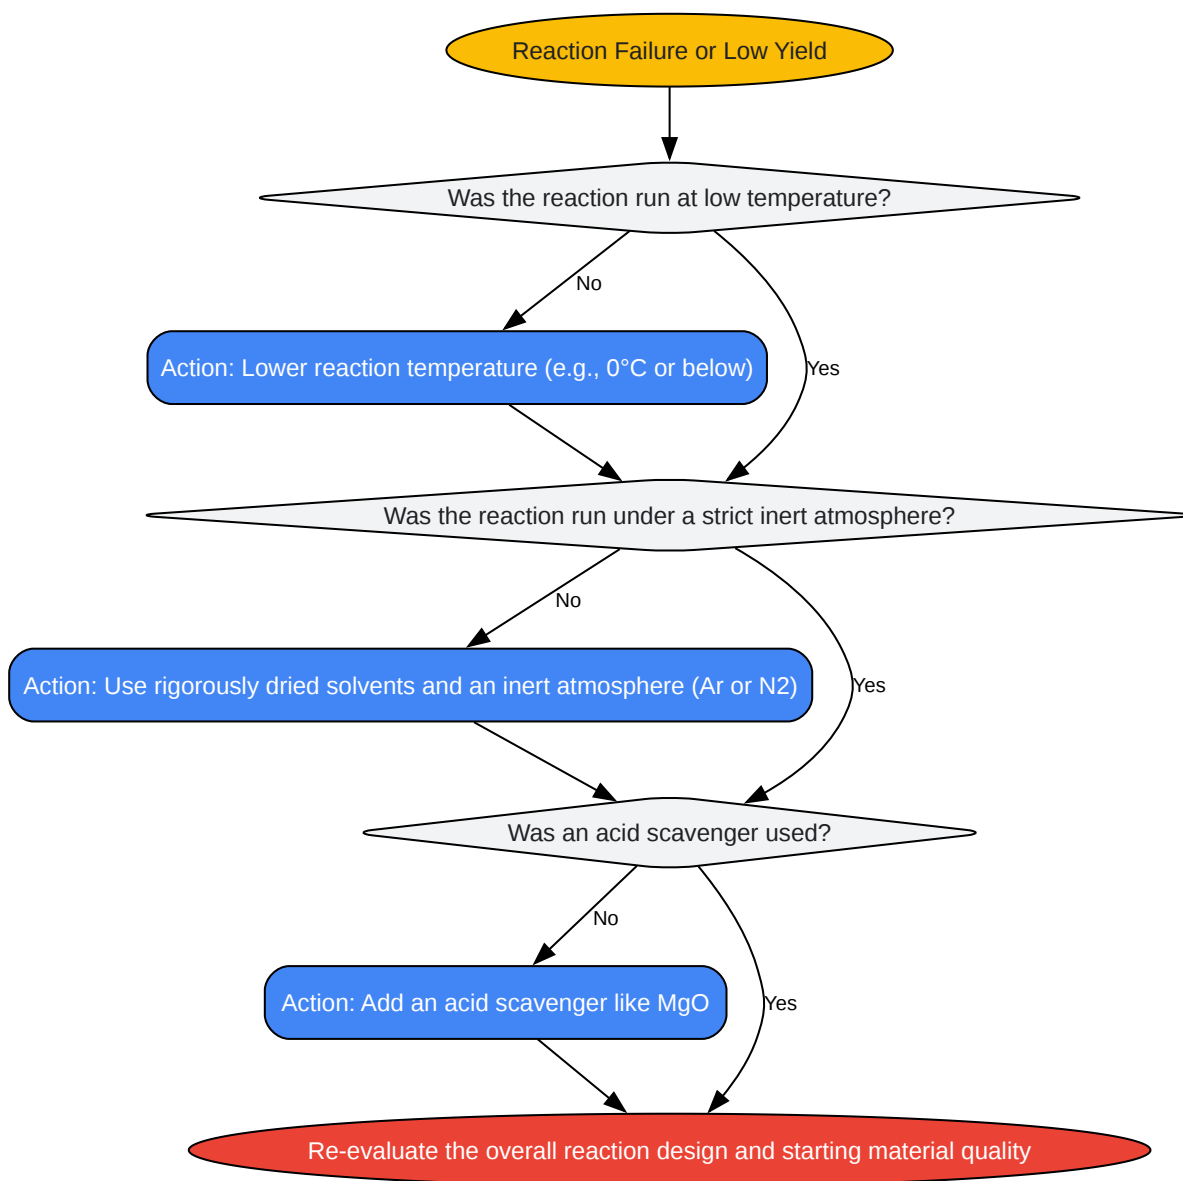 Reaction Failure or Low Yield
Was the reaction run at low temperature?
No
Action: Lower reaction temperature (e.g., 0°C or below)
Yes
Was the reaction run under a strict inert atmosphere?
No
Action: Use rigorously dried solvents and an inert atmosphere (Ar or N2)
Yes
Was an acid scavenger used?
No
Action: Add an acid scavenger like MgO
Yes
Re-evaluate the overall reaction design and starting material quality